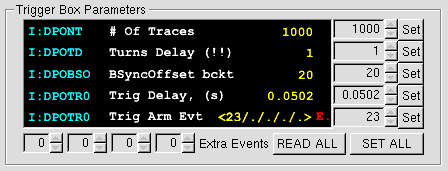 Trigger Box Parameters
I:DPONT # Of Traces 1000 1000 Set
I:DPOTD Turns Delay (!!) 1 1 Set
I:DPOBSO BSyncOffset bckt 20 20 Set
I:DPOTR0 Trig Delay, (s) 0.0502 0.0502 Set
I:DPOTR0 Trig Arm Evt <23/./././.> E. 23 Set
0 0 0 0 Extra Events READ ALL SET ALL